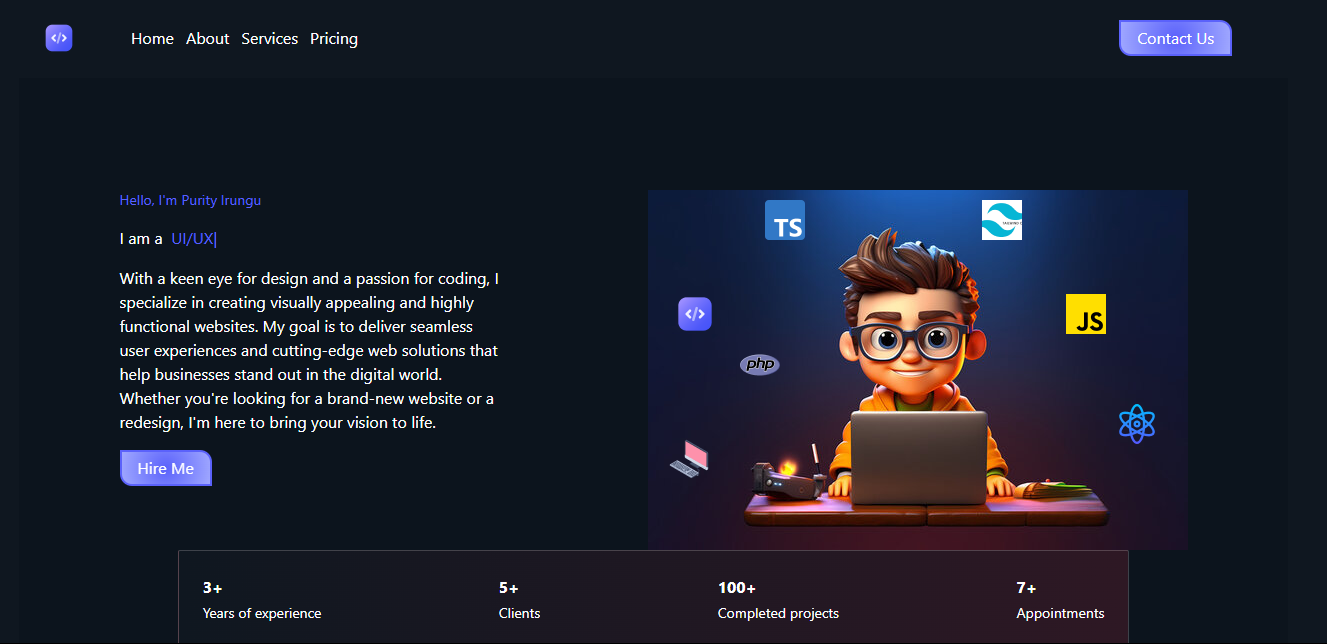 </>
Home About Services Pricing
Contact Us
Hello, I'm Purity Irungu
I am a UI/UX|
With a keen eye for design and a passion for coding, I
specialize in creating visually appealing and highly
functional websites. My goal is to deliver seamless
user experiences and cutting-edge web solutions that
help businesses stand out in the digital world.
Whether you're looking for a brand-new website or a
redesign, I'm here to bring your vision to life.
Hire Me
TS
</>
JS
php
3+
Years of experience
5+
Clients
100+
Completed projects
7+
Appointments